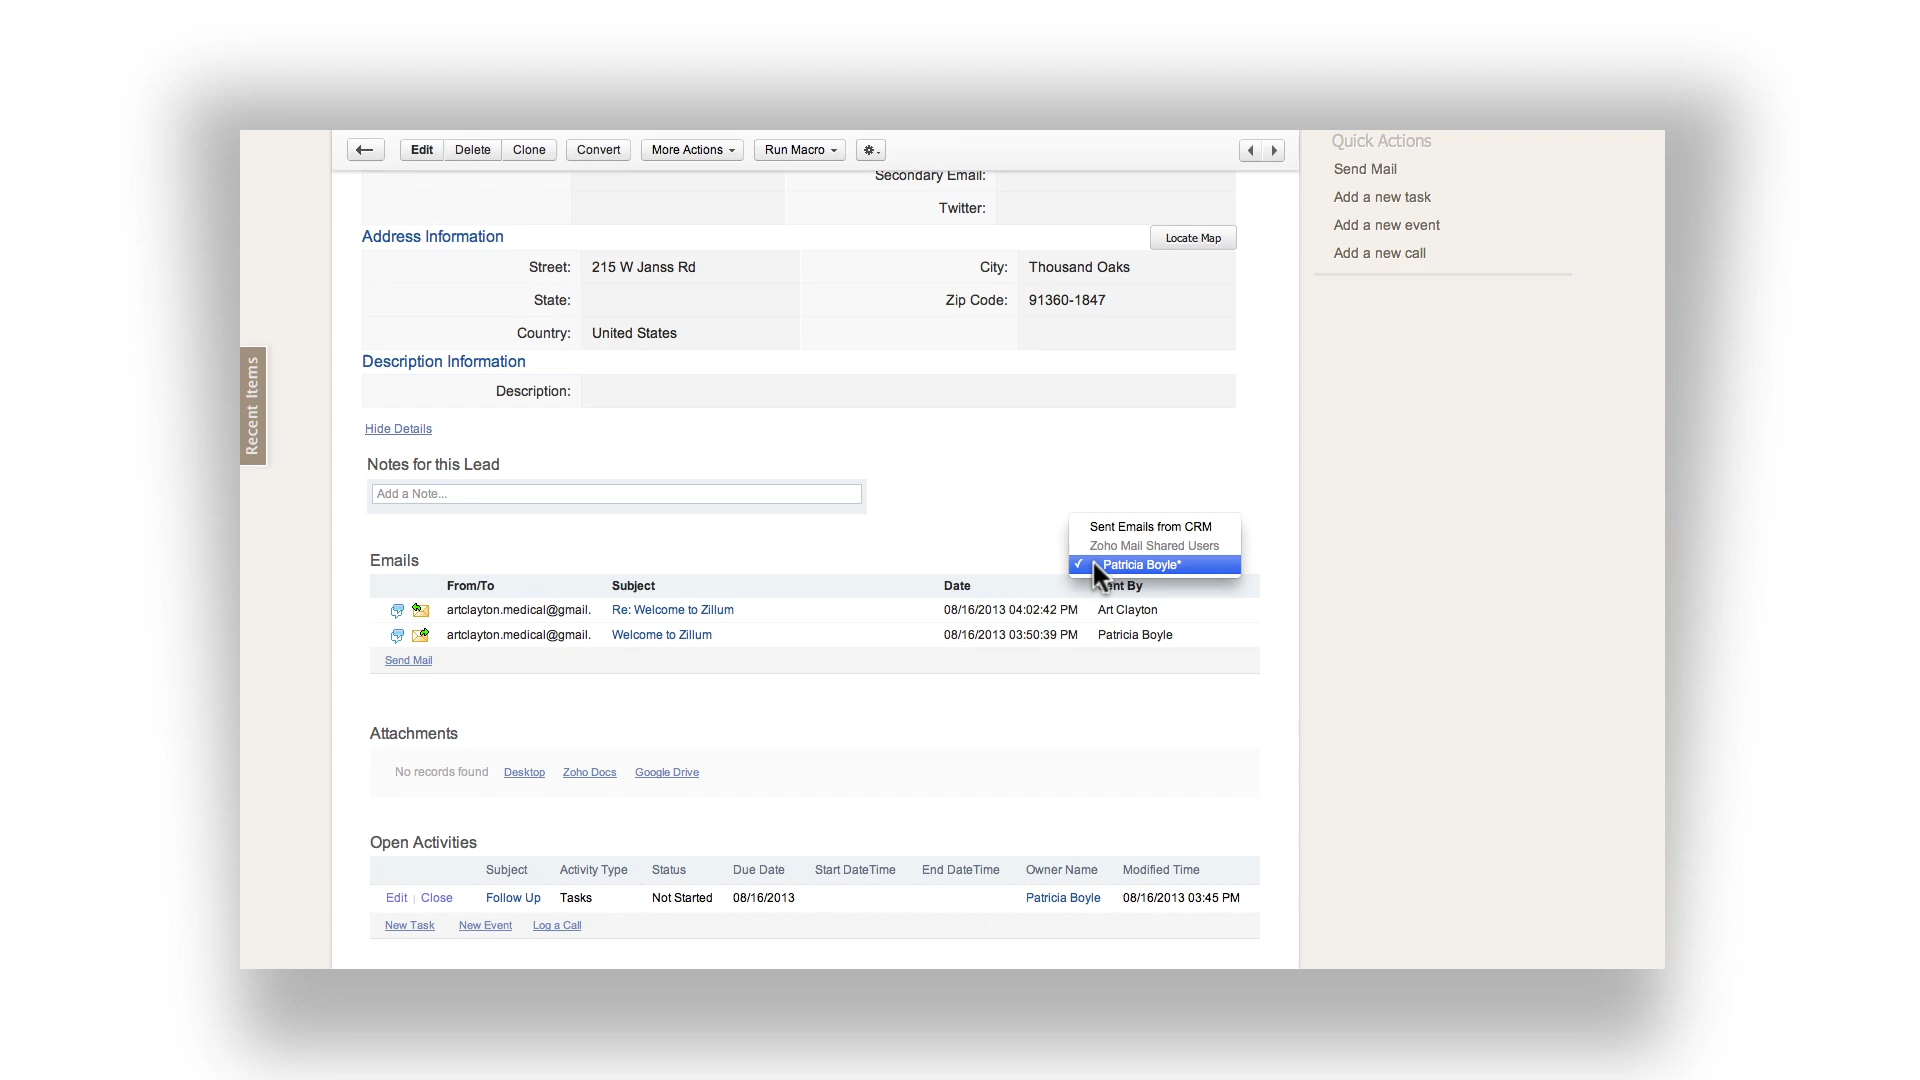 Edit Delete Clone Convert More Actions Run Macro
Quick Actions
Send Mail
Add a new task
Add a new event
Add a new call
Recent Items
Secondary Email:
Twitter:
Address Information Locate Map
Street: 215 W Janss Rd City: Thousand Oaks
State: Zip Code: 91360-1847
Country: United States
Description Information
Description:
Hide Details
Notes for this Lead
Add a Note...
Sent Emails from CRM
Zoho Mail Shared Users
✓ Patricia Boyle*
Emails
From/To Subject Date nt By
artclayton.medical@gmail. Re: Welcome to Zillum 08/16/2013 04:02:42 PM Art Clayton
artclayton.medical@gmail. Welcome to Zillum 08/16/2013 03:50:39 PM Patricia Boyle
Send Mail
Attachments
No records found Desktop Zoho Docs Google Drive
Open Activities
Subject Activity Type Status Due Date Start DateTime End DateTime Owner Name Modified Time
Edit | Close Follow Up Tasks Not Started 08/16/2013 Patricia Boyle 08/16/2013 03:45 PM
New Task New Event Log a Call